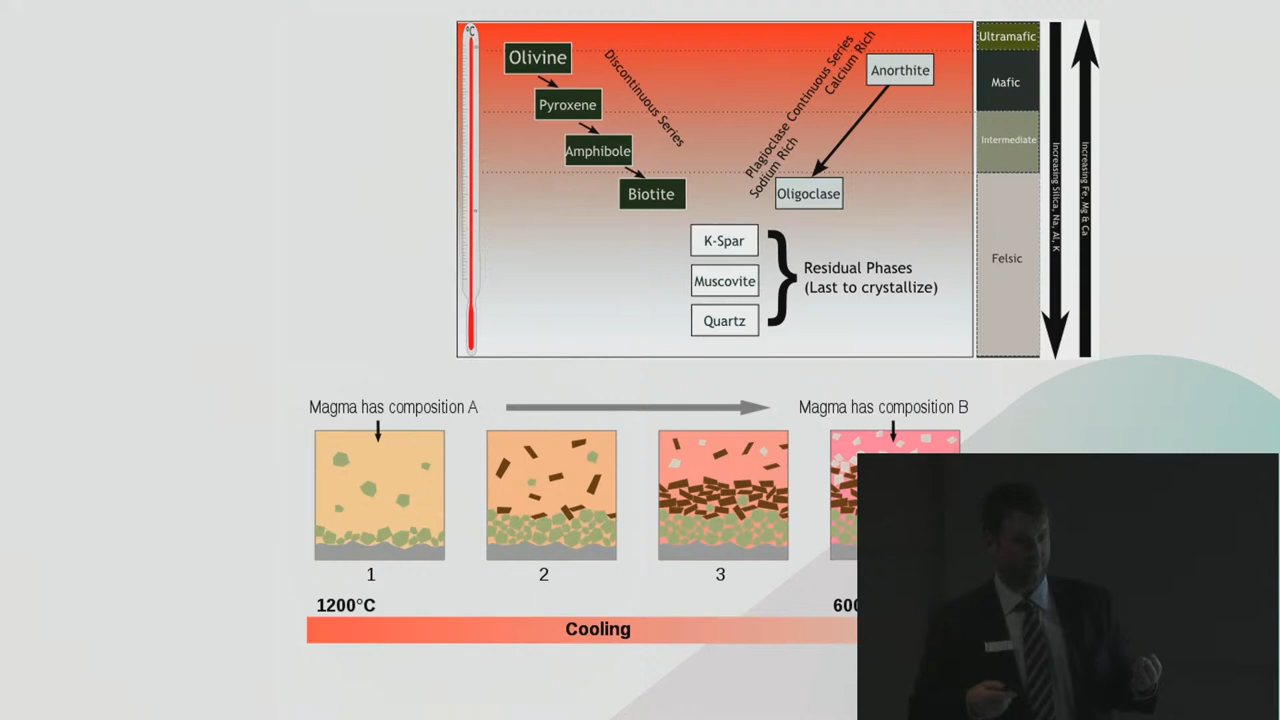 °C
Olivine
Pyroxene
Amphibole
Biotite
Discontinuous Series
Plagioclase Continuous Series
Calcium Rich
Sodium Rich
Anorthite
Oligoclase
K-Spar
Muscovite
Quartz
Residual Phases
(Last to crystallize)
Ultramafic
Mafic
Intermediate
Felsic
Increasing Silica, Na, Al, K
Increasing Fe, Mg & Ca
Magma has composition A
Magma has composition B
1
2
3
1200°C
600
Cooling